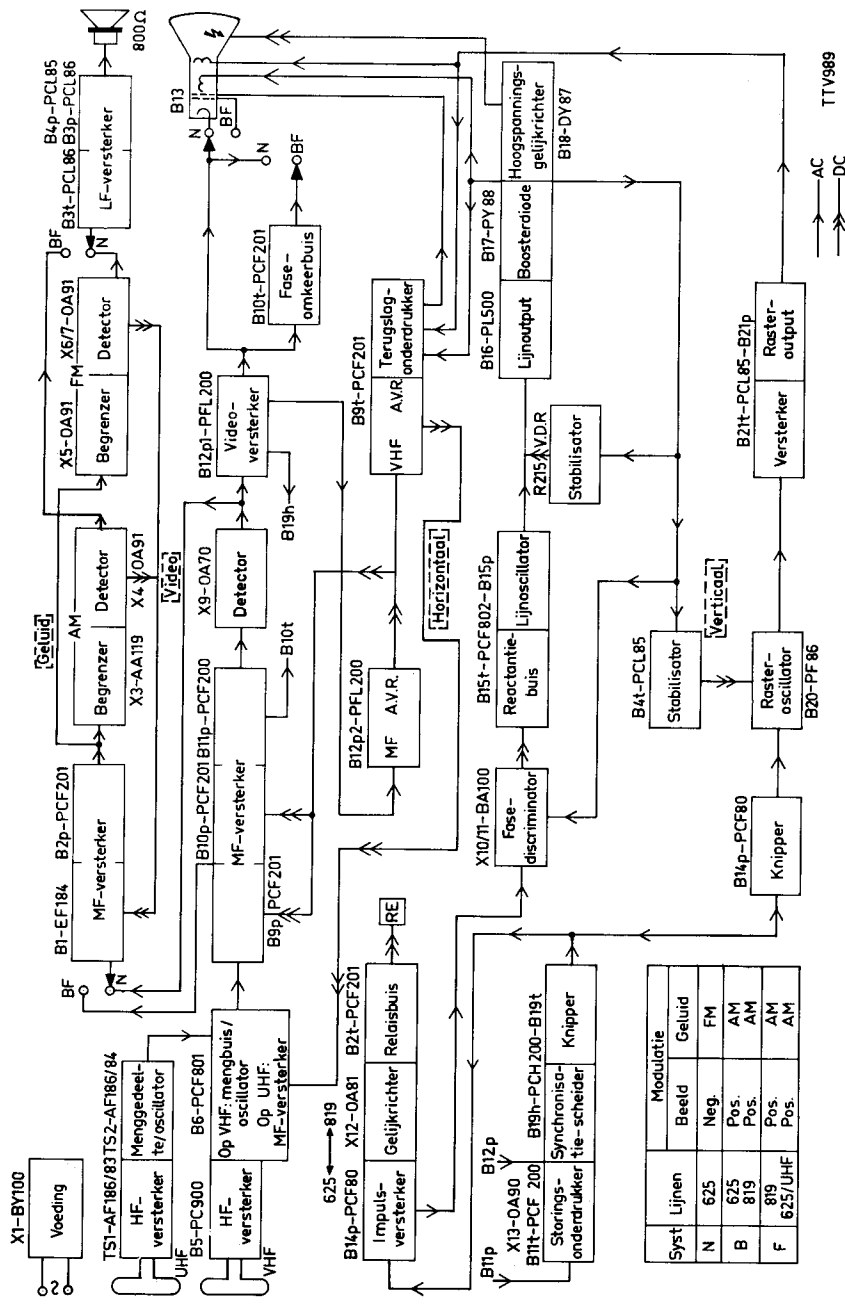 X1-BY100
Voeding
TS1-AF186/83
TS2-AF186/84
HF-
versterker
Menggedeel-
te/oscillator
UHF
B5-PC900
B6-PCF801
HF-
versterker
Op VHF: mengbuis/
oscillator
Op UHF:
MF-versterker
VHF
B1-EF184
B2p-PCF201
MF-versterker
BF
N
Geluid
AM
Begrenzer
Detector
X3-AA119
X4-OA91
X5-OA91
X6/7-OA91
FM
Begrenzer
Detector
BF
N
B3t-PCL86
B4p-PCL85
B3p-PCL86
LF-versterker
800Ω
Video
B9p PCF201
B10p-PCF201
B11p-PCF200
MF-versterker
B10t
X9-OA70
Detector
B12p1-PFL200
Video-
versterker
B19h
B10t-PCF201
Fase-
omkeerbuis
BF
N
N
BF
B13
B12p2-PFL200
MF A.V.R.
B9t-PCF201
VHF A.V.R.
Terugslag-
onderdrukker
Horizontaal
625 819
B14p-PCF80
X12-OA81
B2t-PCF201
Impuls-
versterker
Gelijkrichter
Relaisbuis
RE
X10/11-BA100
Fase-
discriminator
B15t-PCF802-B15p
Reactantie-
buis
Lijnoscillator
R215 V.D.R
Stabilisator
B16-PL500
B17-PY88
Lijnoutput
Boosterdiode
Hoogspannings-
gelijkrichter
B18-DY87
B11p
B12p
X13-OA90
B11t-PCF 200
B19h-PCH200-B19t
Storings-
onderdrukker
Synchronisa-
tie-scheider
Knipper
B4t-PCL85
Stabilisator
Verticaal
B14p-PCF80
Knipper
Raster-
oscillator
B20-PF86
B21t-PCL85-B21p
Versterker
Raster-
output
Syst Lijnen Modulatie
Beeld Geluid
N 625 Neg. FM
B 625 Pos. AM
819 Pos. AM
F 819 Pos. AM
625/UHF Pos. AM
AC
DC
TTV989